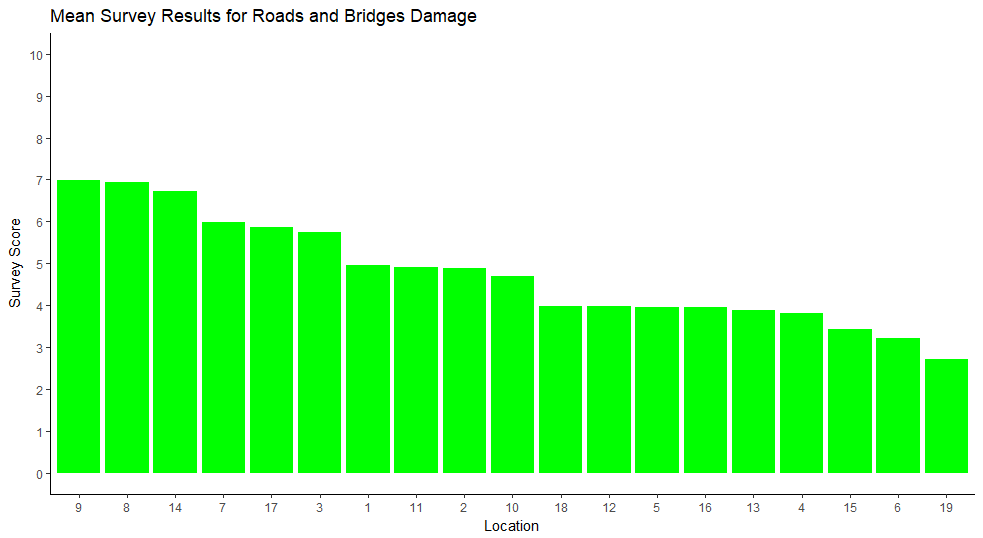 Mean Survey Results for Roads and Bridges Damage
10
9
8
7
6
5
4
3
2
1
0
Survey Score
9 8 14 7 17 3 1 11 2 10 18 12 5 16 13 4 15 6 19
Location